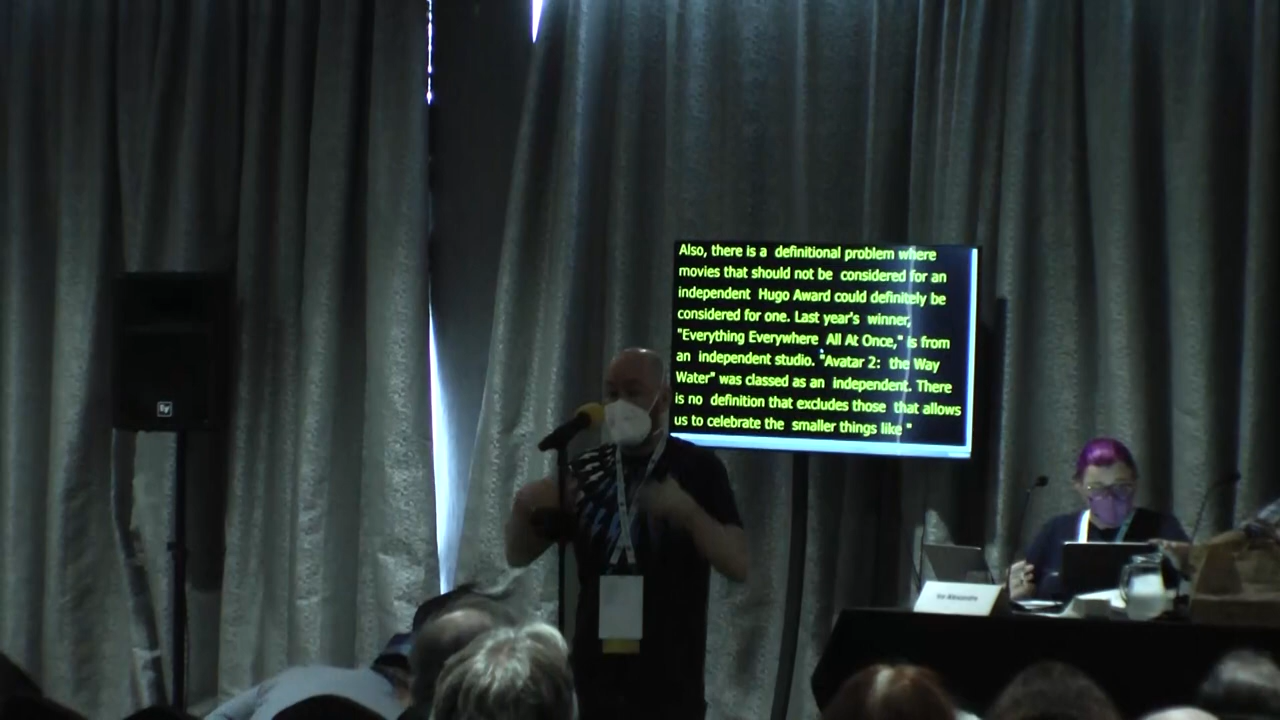 Also, there is a definitional problem where
movies that should not be considered for an
independent Hugo Award could definitely be
considered for one. Last year's winner,
"Everything Everywhere All At Once," is from
an independent studio. "Avatar 2: the Way
Water" was classed as an independent. There
is no definition that excludes those that allows
us to celebrate the smaller things like "
EV